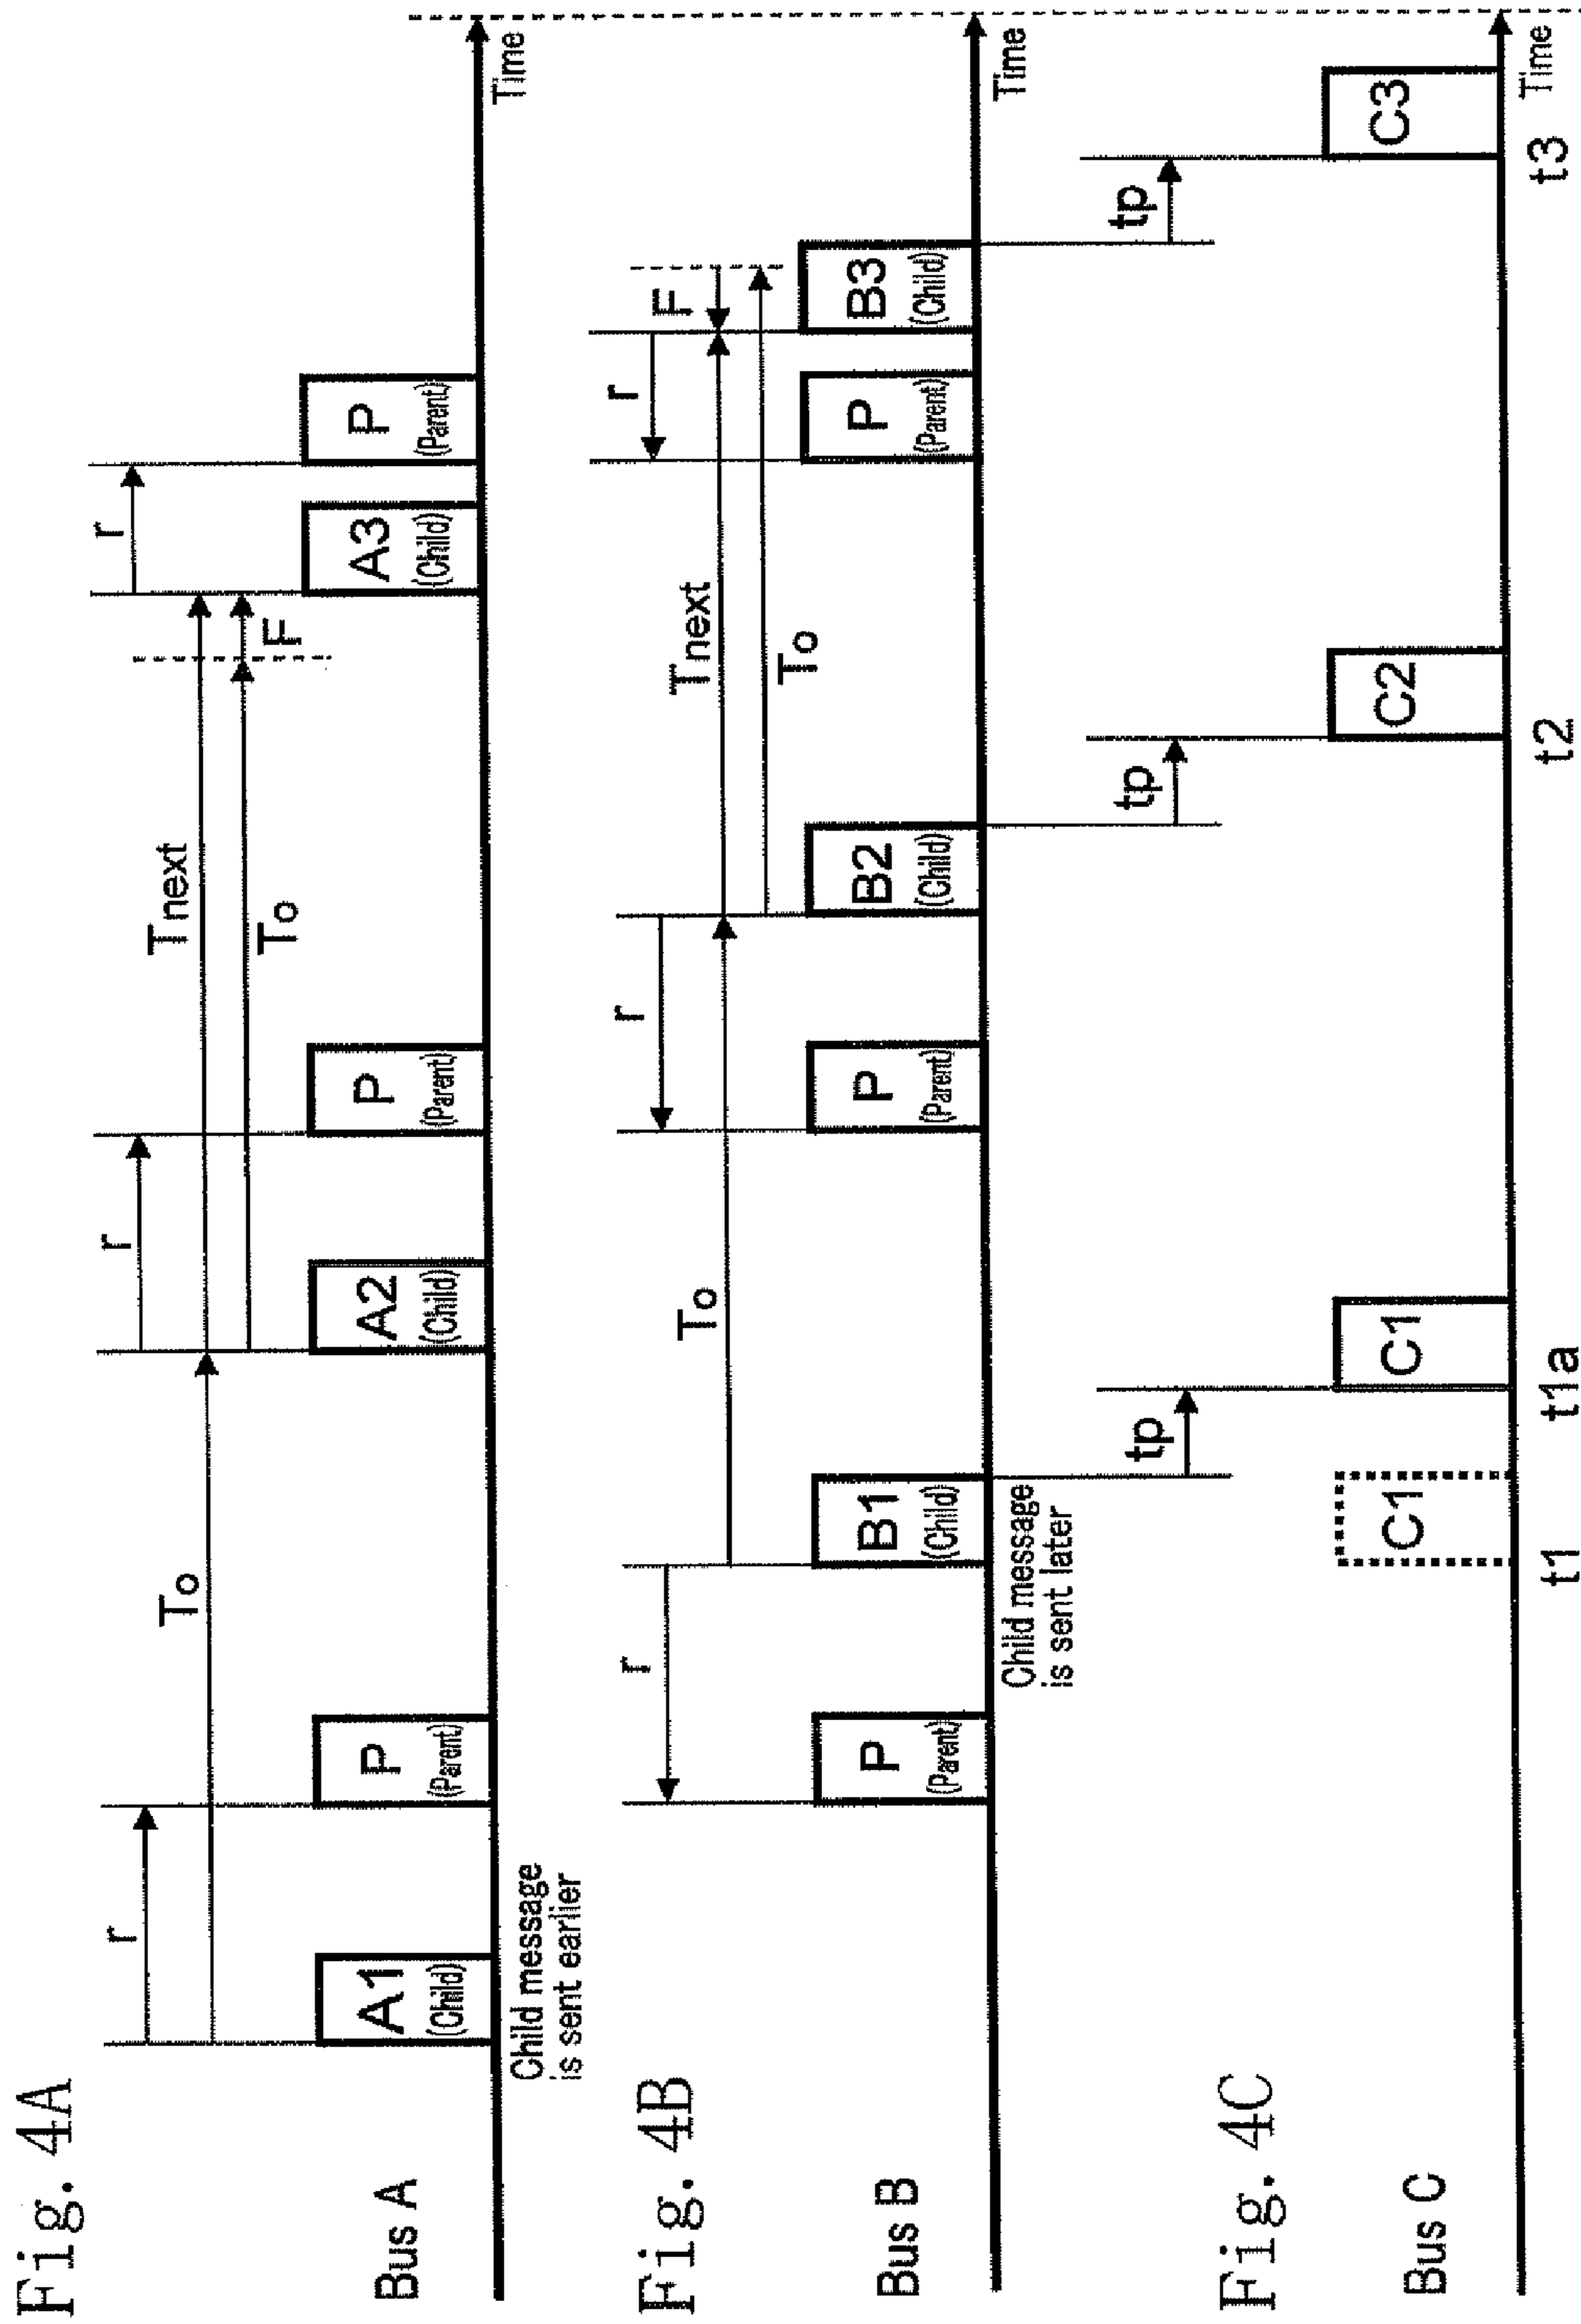 Fig. 4A
r
To
r
Tnext
To
F
r
Bus A
A1
(Child)
P
(Parent)
A2
(Child)
P
(Parent)
A3
(Child)
P
(Parent)
Time
Child message
is sent earlier
Fig. 4B
r
To
r
Tnext
To
r
F
Bus B
P
(Parent)
B1
(Child)
P
(Parent)
B2
(Child)
P
(Parent)
B3
(Child)
Time
Child message
is sent later
Fig. 4C
tp
tp
tp
Bus C
C1
C1
C2
C3
t1
t1a
t2
t3
Time